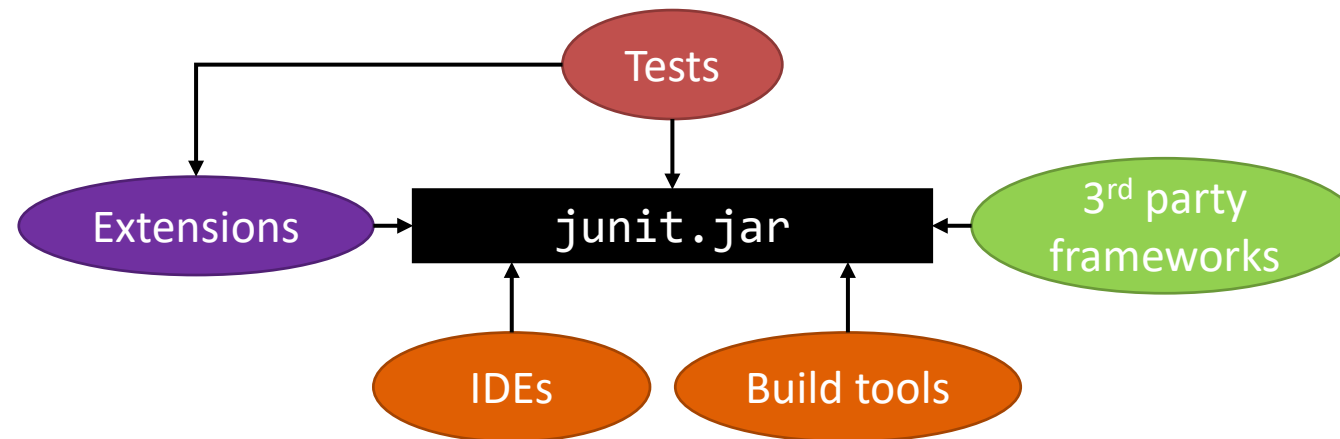 Tests
Extensions
junit.jar
3rd party
frameworks
IDEs
Build tools